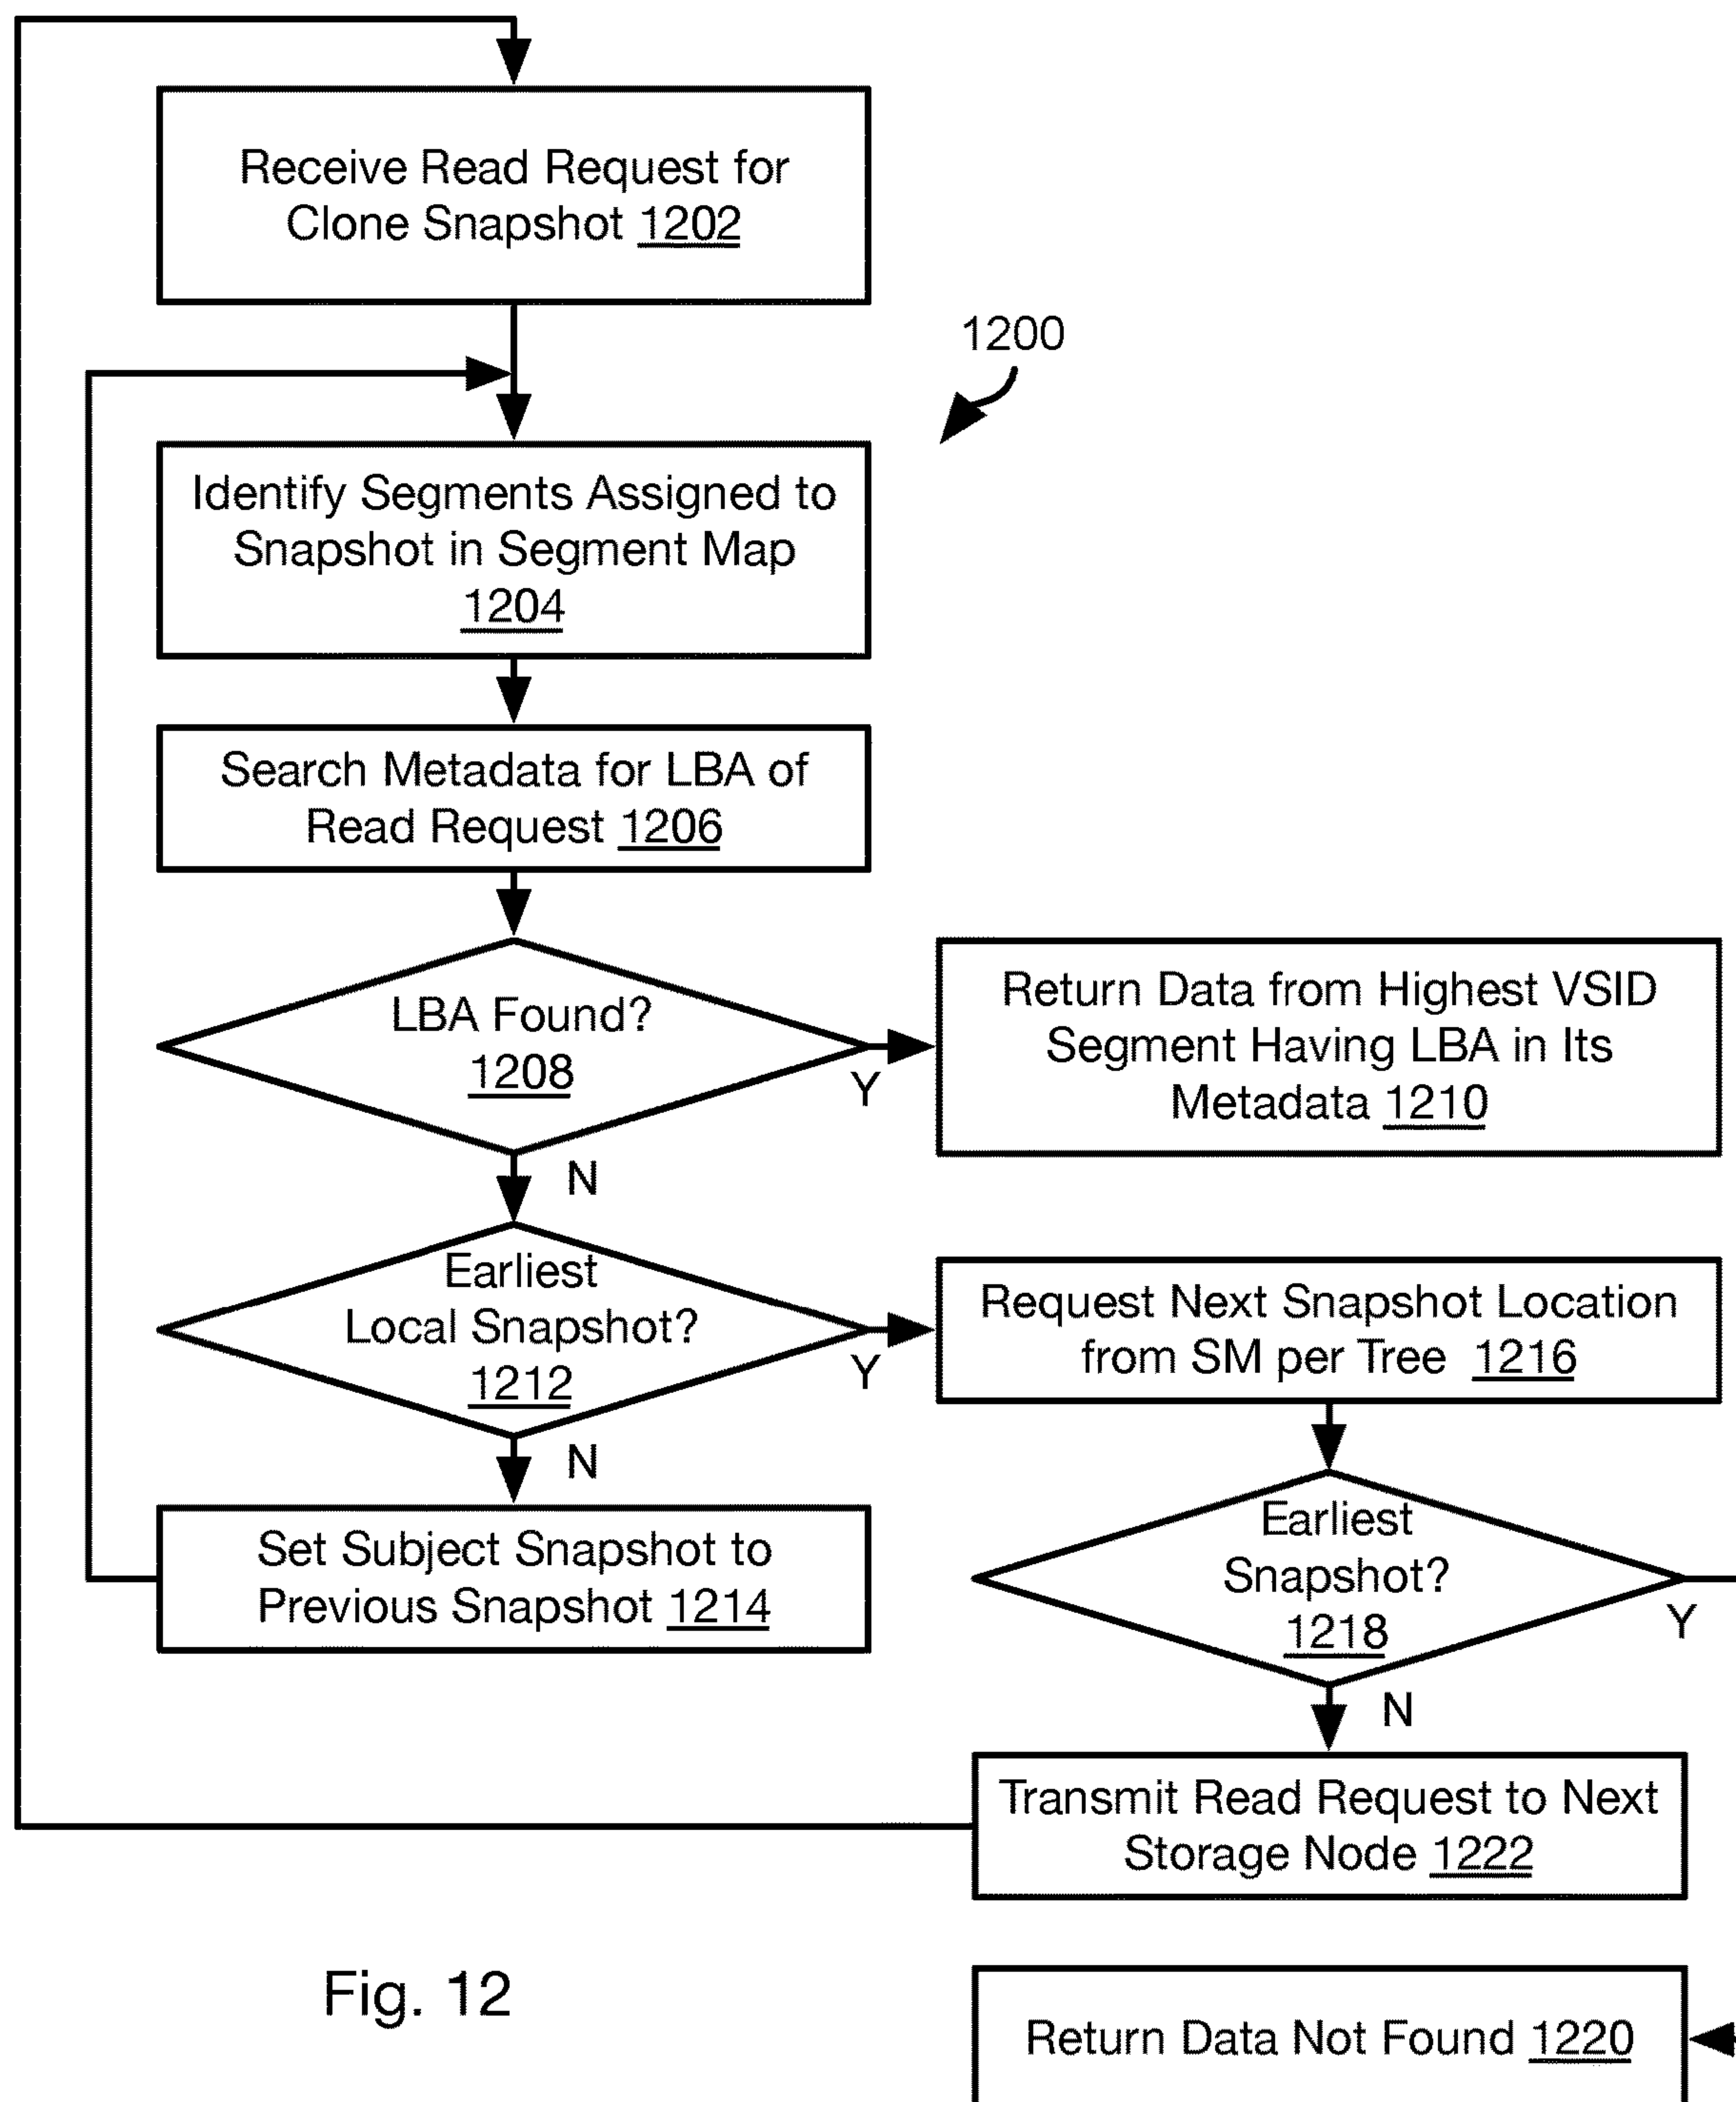 Receive Read Request for
Clone Snapshot 1202
1200
Identify Segments Assigned to
Snapshot in Segment Map
1204
Search Metadata for LBA of
Read Request 1206
LBA Found?
1208
Y
N
Return Data from Highest VSID
Segment Having LBA in Its
Metadata 1210
Earliest
Local Snapshot?
1212
Y
N
Request Next Snapshot Location
from SM per Tree 1216
Set Subject Snapshot to
Previous Snapshot 1214
Earliest
Snapshot?
1218
Y
N
Transmit Read Request to Next
Storage Node 1222
Fig. 12
Return Data Not Found 1220